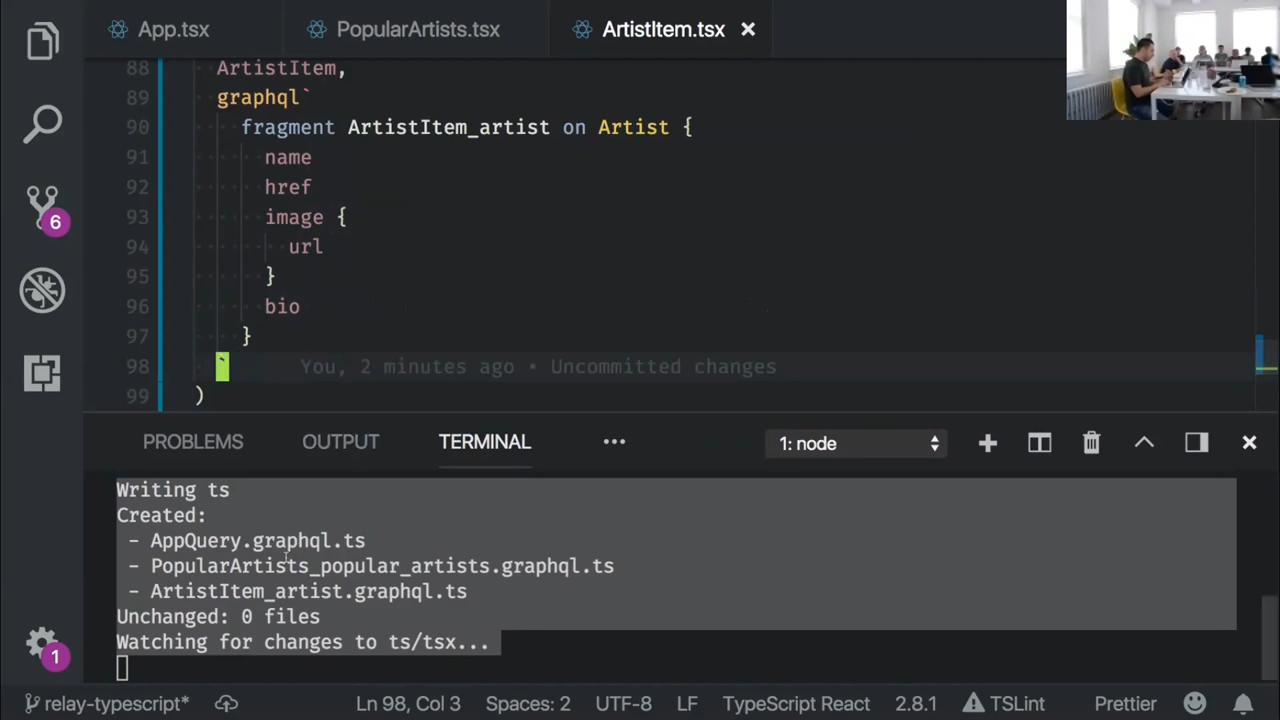 App.tsx
PopularArtists.tsx
ArtistItem.tsx
88 ArtistItem,
89 graphql`
90 fragment ArtistItem_artist on Artist {
91 name
92 href
93 image {
94 url
95 }
96 bio
97 }
98 ` You, 2 minutes ago • Uncommitted changes
99 )
6
PROBLEMS OUTPUT TERMINAL ••• 1: node
Writing ts
Created:
- AppQuery.graphql.ts
- PopularArtists_popular_artists.graphql.ts
- ArtistItem_artist.graphql.ts
Unchanged: 0 files
Watching for changes to ts/tsx...
1
relay-typescript* Ln 98, Col 3 Spaces: 2 UTF-8 LF TypeScript React 2.8.1 TSLint Prettier